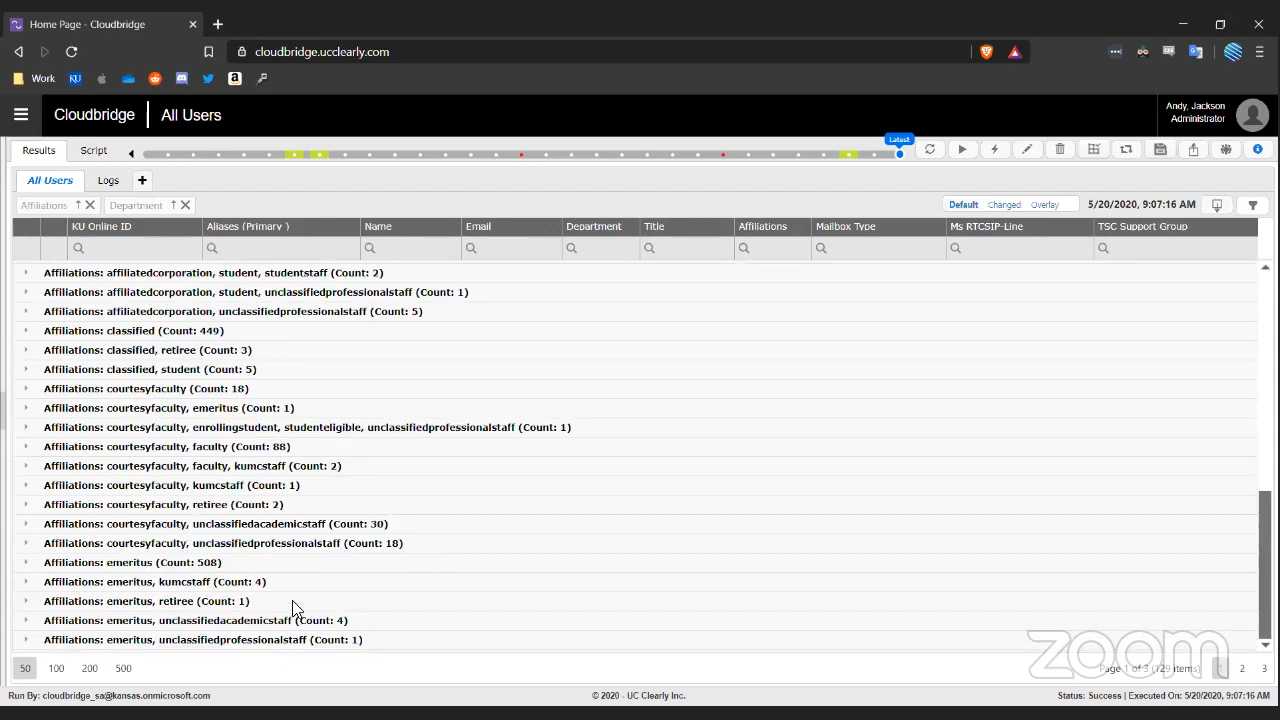 Home Page - Cloudbridge
cloudbridge.ucclearly.com
Work
KU
Cloudbridge
All Users
Andy, Jackson
Administrator
Results
Script
Latest
All Users
Logs
Affiliations
Department
Default
Changed
Overlay
5/20/2020, 9:07:16 AM
KU Online ID
Aliases (Primary )
Name
Email
Department
Title
Affiliations
Mailbox Type
Ms RTCSIP-Line
TSC Support Group
Affiliations: affiliatedcorporation, student, studentstaff (Count: 2)
Affiliations: affiliatedcorporation, student, unclassifiedprofessionalstaff (Count: 1)
Affiliations: affiliatedcorporation, unclassifiedprofessionalstaff (Count: 5)
Affiliations: classified (Count: 449)
Affiliations: classified, retiree (Count: 3)
Affiliations: classified, student (Count: 5)
Affiliations: courtesyfaculty (Count: 18)
Affiliations: courtesyfaculty, emeritus (Count: 1)
Affiliations: courtesyfaculty, enrollingstudent, studenteligible, unclassifiedprofessionalstaff (Count: 1)
Affiliations: courtesyfaculty, faculty (Count: 88)
Affiliations: courtesyfaculty, faculty, kumcstaff (Count: 2)
Affiliations: courtesyfaculty, kumcstaff (Count: 1)
Affiliations: courtesyfaculty, retiree (Count: 2)
Affiliations: courtesyfaculty, unclassifiedacademicstaff (Count: 30)
Affiliations: courtesyfaculty, unclassifiedprofessionalstaff (Count: 18)
Affiliations: emeritus (Count: 508)
Affiliations: emeritus, kumcstaff (Count: 4)
Affiliations: emeritus, retiree (Count: 1)
Affiliations: emeritus, unclassifiedacademicstaff (Count: 4)
Affiliations: emeritus, unclassifiedprofessionalstaff (Count: 1)
zoom
50 100 200 500
Page 1 of 3 (129 items) 1 2 3
Run By: cloudbridge_sa@kansas.onmicrosoft.com
© 2020 - UC Clearly Inc.
Status: Success | Executed On: 5/20/2020, 9:07:16 AM